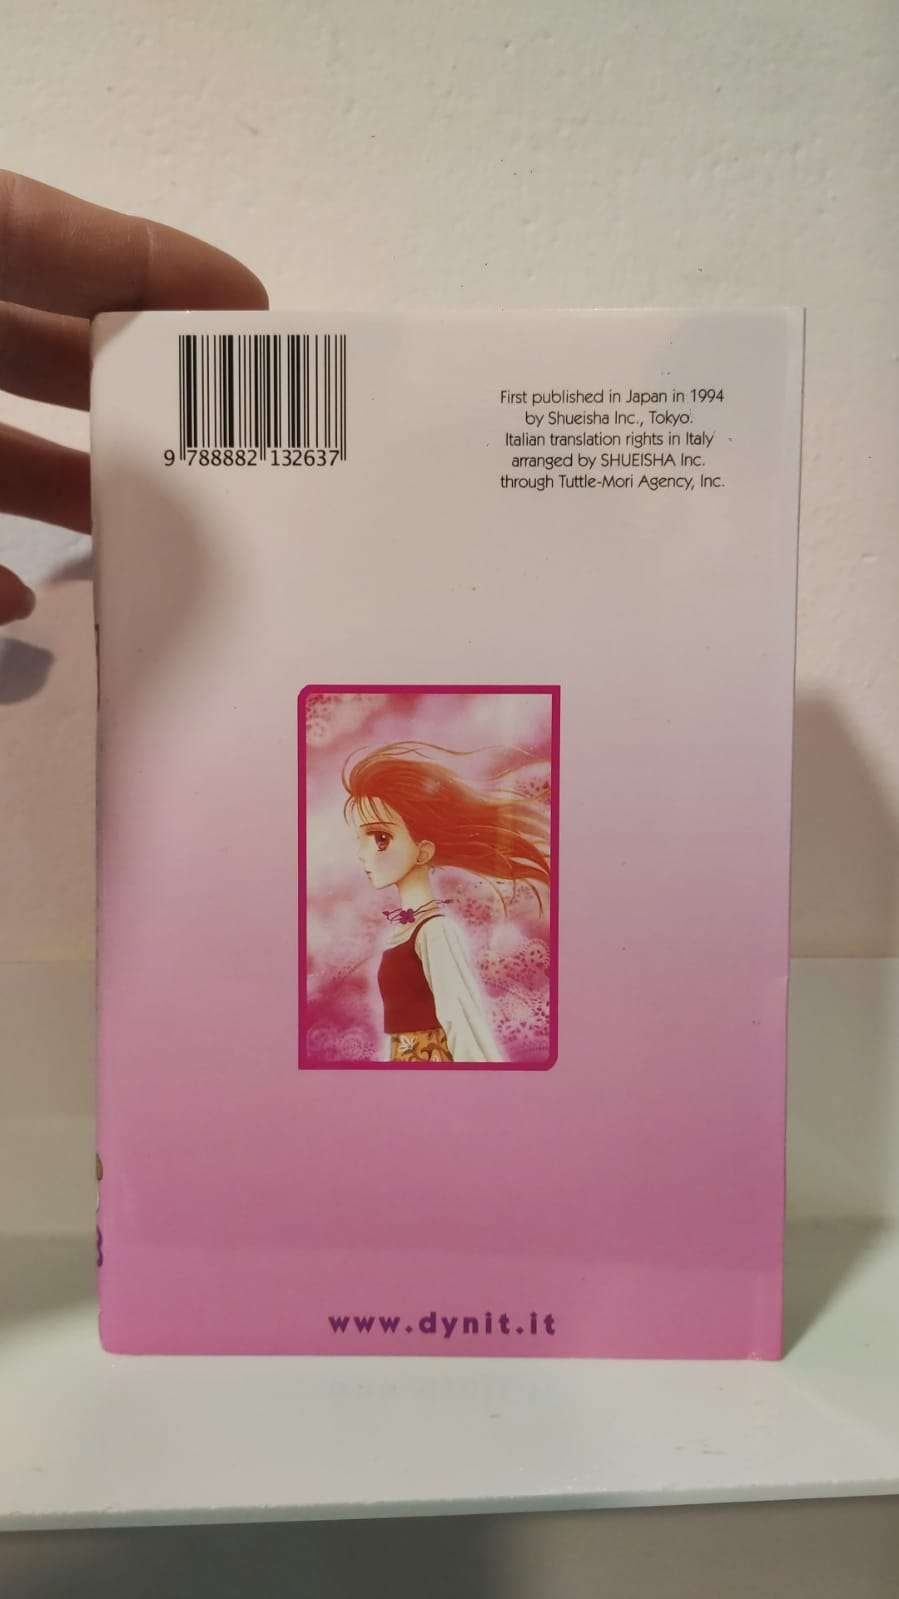 9 788882 132637
First published in Japan in 1994
by Shueisha Inc., Tokyo.
Italian translation rights in Italy
arranged by SHUEISHA Inc.
through Tuttle-Mori Agency, Inc.
www.dynit.it